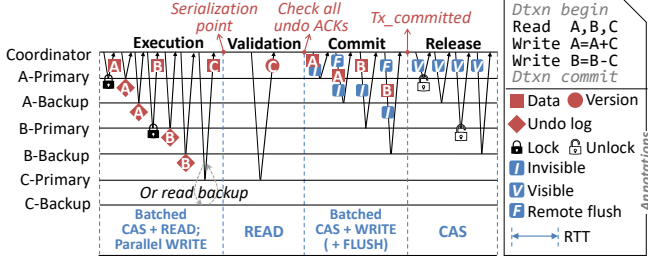 Serialization point
Check all undo ACKs
Tx_committed
Execution
Validation
Commit
Release
Coordinator
A-Primary
A-Backup
B-Primary
B-Backup
C-Primary
C-Backup
A
A
A
B
B
B
C
C
A
I
F
A
I
B
I
F
B
I
V
V
V
V
Or read backup
Batched
CAS + READ;
Parallel WRITE
READ
Batched
CAS + WRITE
( + FLUSH)
CAS
Dtxn begin
Read A,B,C
Write A=A+C
Write B=B-C
Dtxn commit
Data
Version
Undo log
Lock
Unlock
I Invisible
V Visible
F Remote flush
RTT
Annotations